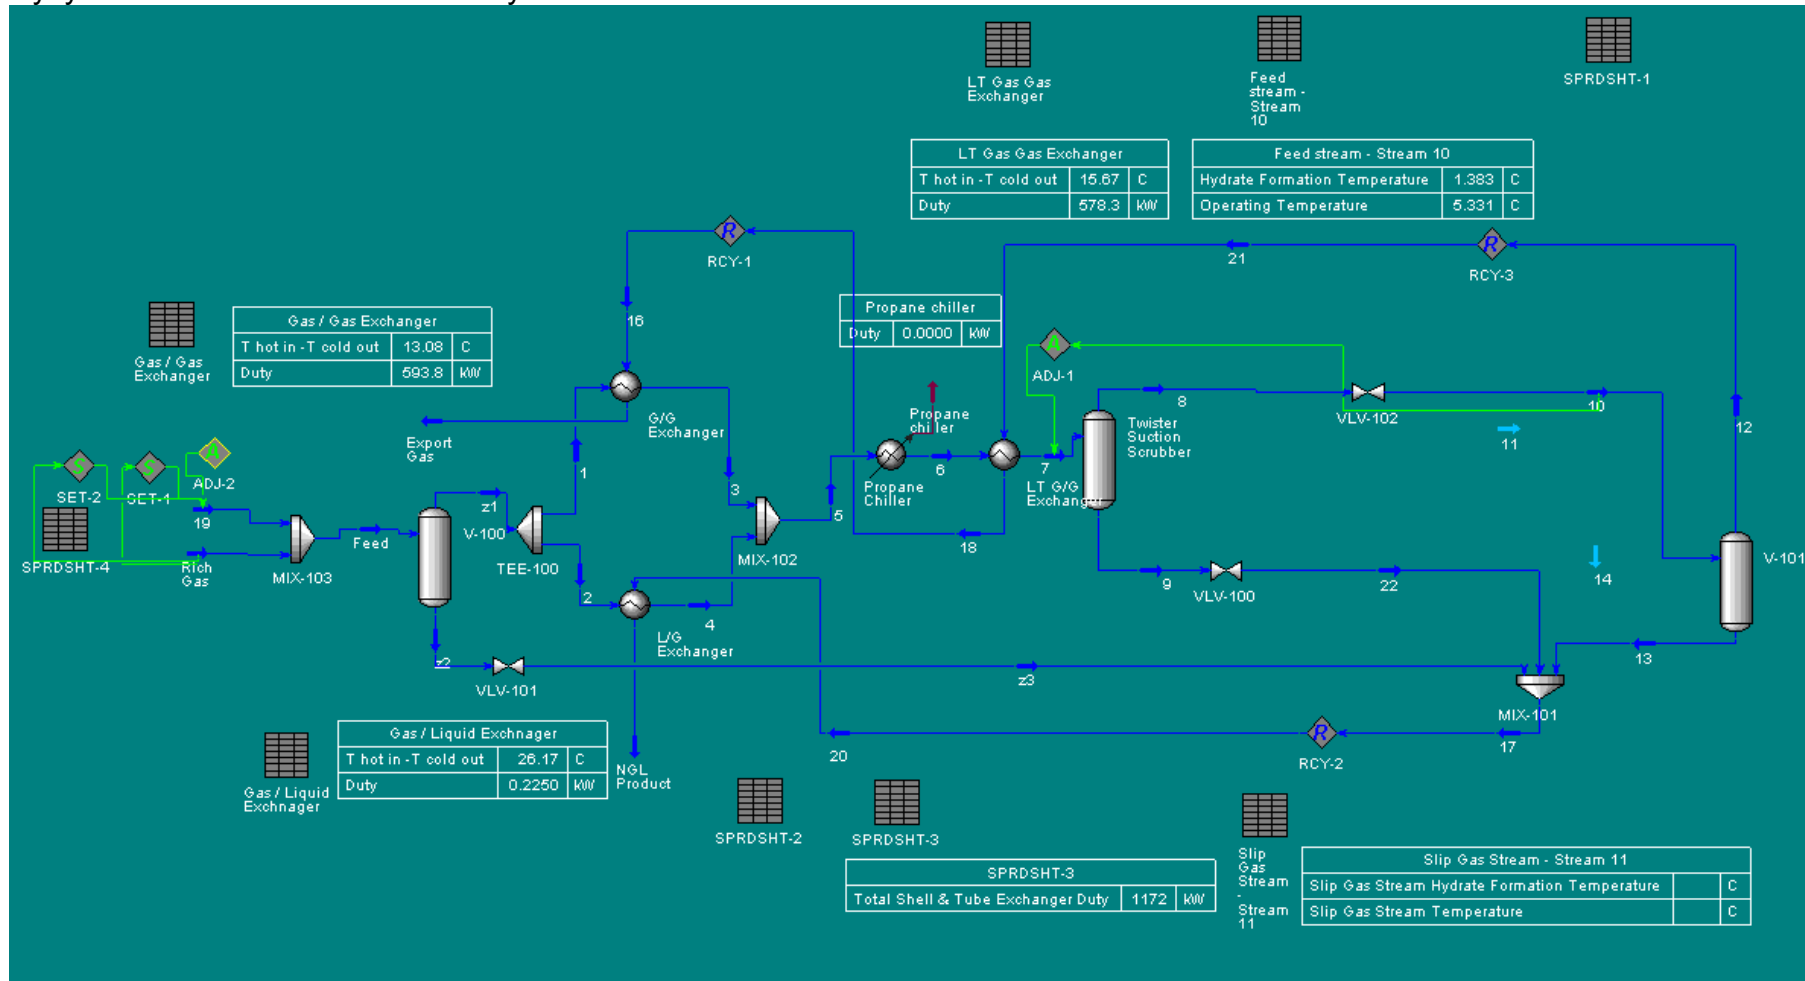 LT Gas Gas
Exchanger
Feed
stream -
Stream
10
SPRDSHT-1
LT Gas Gas Exchanger
T hot in -T cold out 15.67 C
Duty 578.3 kW
Feed stream - Stream 10
Hydrate Formation Temperature 1.383 C
Operating Temperature 5.331 C
R
RCY-1
R
RCY-3
21
Gas / Gas
Exchanger
Gas / Gas Exchanger
T hot in -T cold out 13.08 C
Duty 593.8 kW
16
Propane chiller
Duty 0.0000 kW
A
ADJ-1
G/G
Exchanger
Export
Gas
Propane
chiller
8
Twister
Suction
Scrubber
VLV-102
10
11
12
S
SET-2
S
SET-1
A
ADJ-2
1
3
Propane
Chiller
6
7
LT G/G
Exchanger
19
SPRDSHT-4
Rich
Gas
MIX-103
Feed
z1
V-100
TEE-100
5
MIX-102
18
V-101
14
2
4
L/G
Exchanger
9
VLV-100
22
13
z2
VLV-101
z3
MIX-101
Gas / Liquid
Exchnager
Gas / Liquid Exchnager
T hot in -T cold out 26.17 C
Duty 0.2250 kW
NGL
Product
20
R
RCY-2
17
SPRDSHT-2
SPRDSHT-3
SPRDSHT-3
Total Shell & Tube Exchanger Duty 1172 kW
Slip
Gas
Stream
-
Stream
11
Slip Gas Stream - Stream 11
Slip Gas Stream Hydrate Formation Temperature C
Slip Gas Stream Temperature C